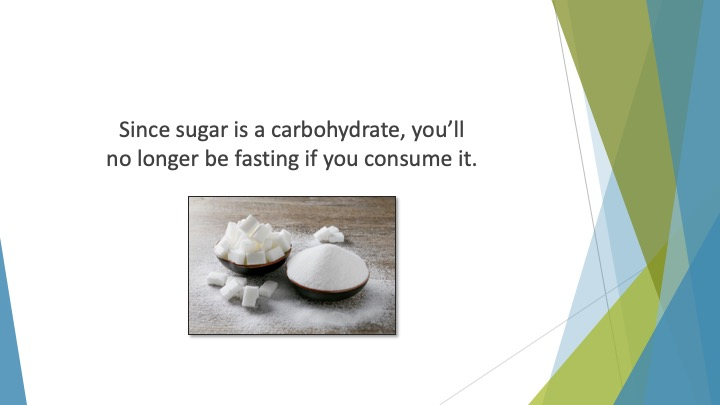 Since sugar is a carbohydrate, you’ll
no longer be fasting if you consume it.